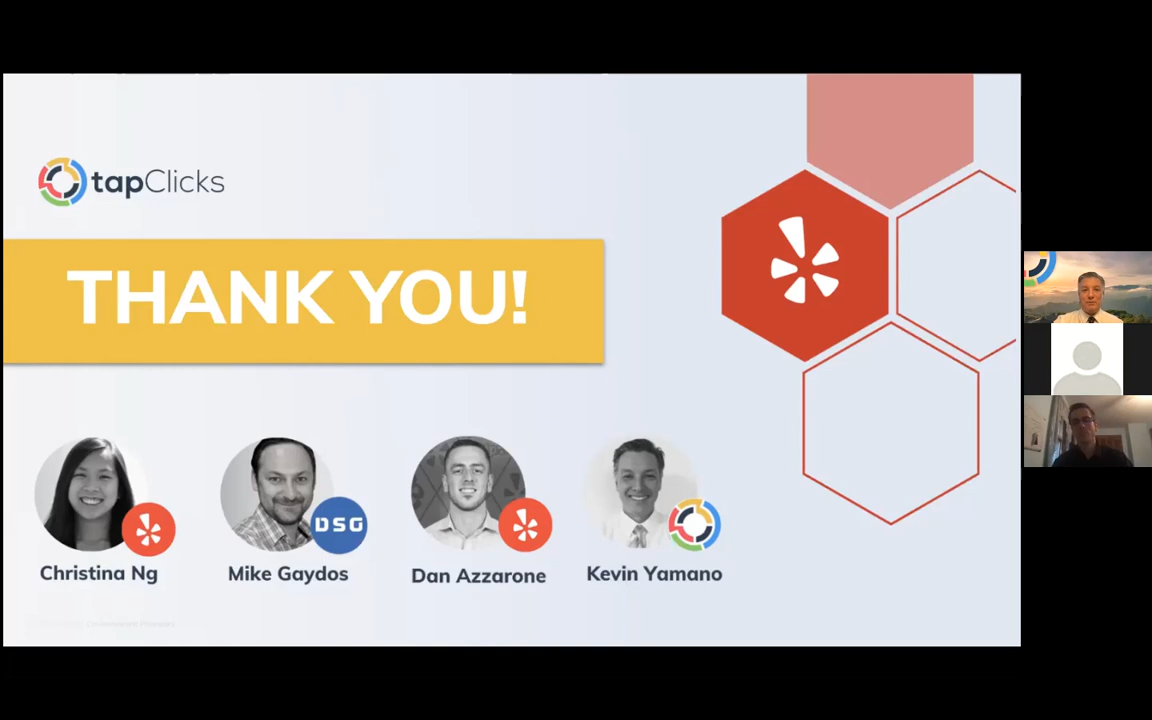 tapClicks
THANK YOU!
DSG
Christina Ng
Mike Gaydos
Dan Azzarone
Kevin Yamano